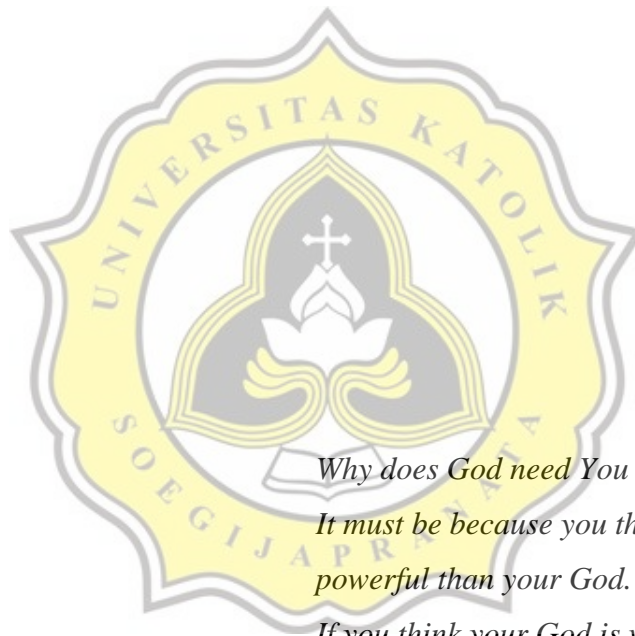 UNIVERSITAS KATOLIK
SOEGIJAPRANATA
Why does God need You
It must be because you th
powerful than your God.
If you think your God is